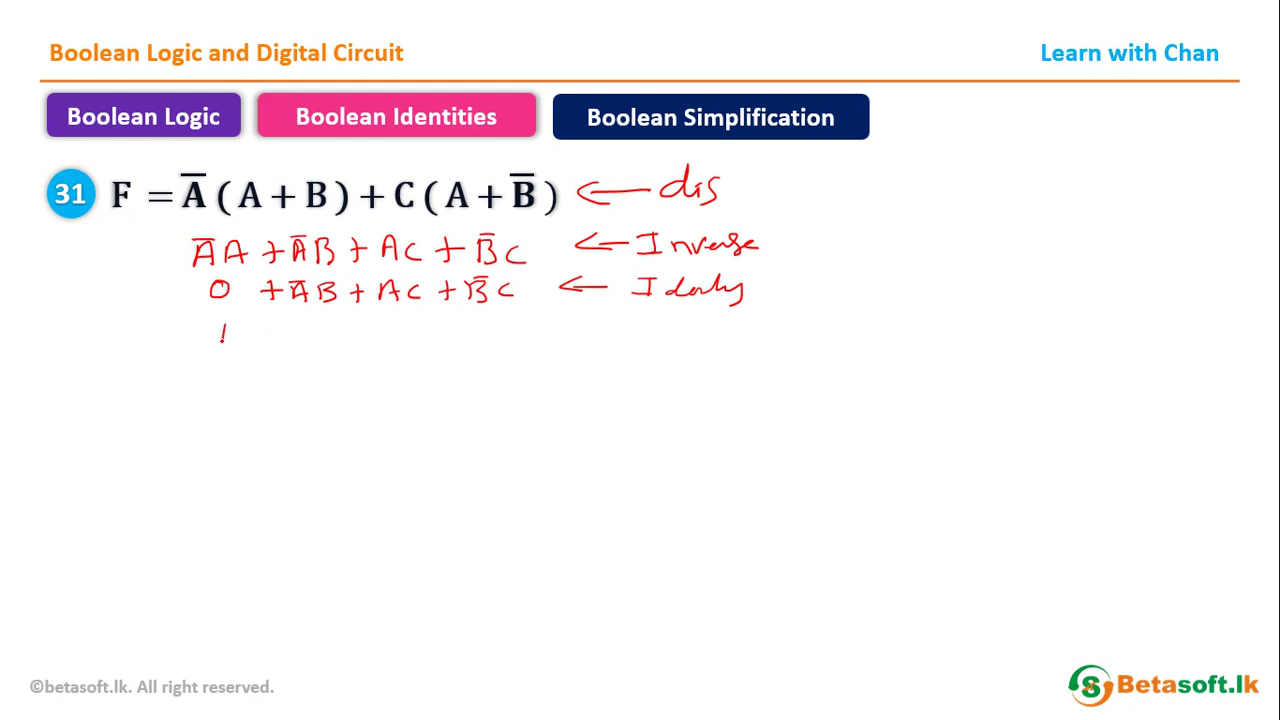 Boolean Logic and Digital Circuit
Learn with Chan
Boolean Logic
Boolean Identities
Boolean Simplification
31 F = A̅ ( A + B ) + C ( A + B̅ ) ← dis
A̅A + A̅B + AC + B̅C ← Inverse
0 + A̅B + AC + B̅C ←
©betasoft.lk. All right reserved.
Betasoft.lk